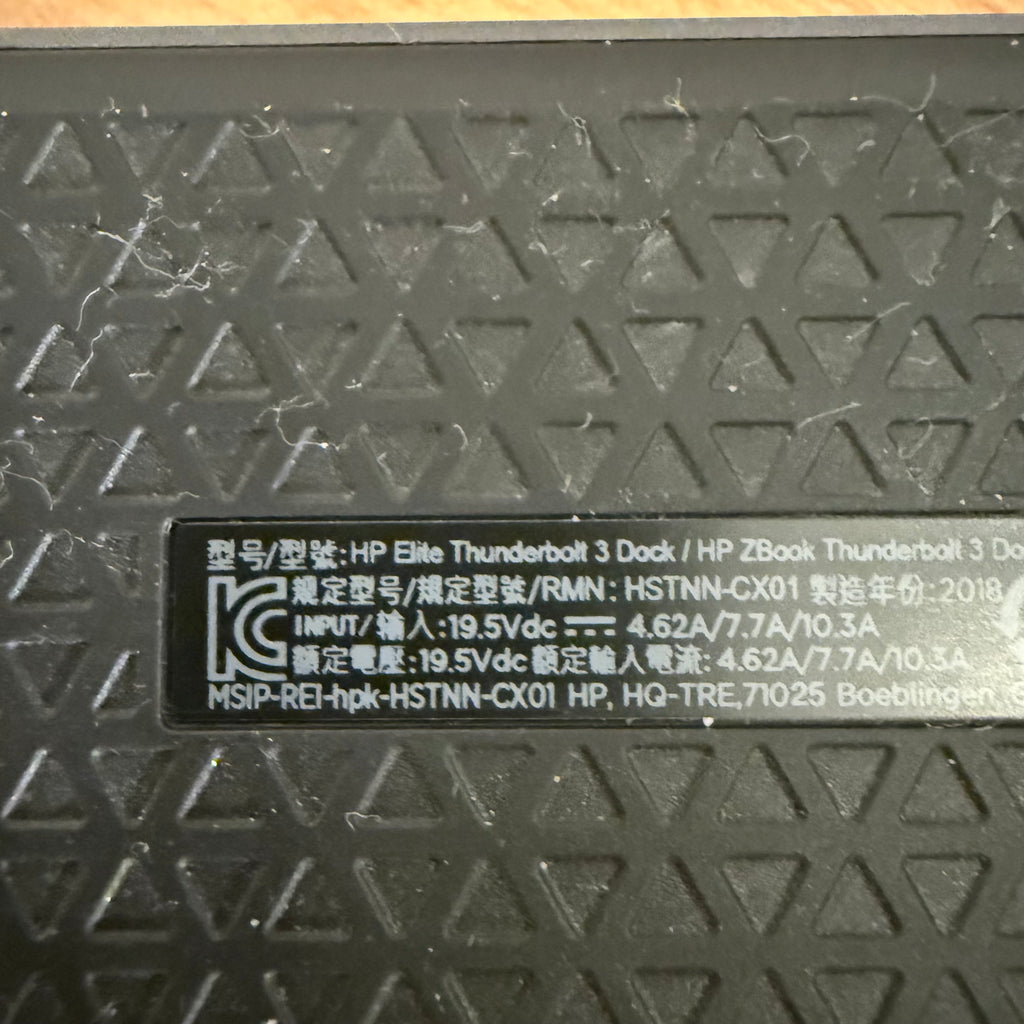 型号/型號:HP Elite Thunderbolt 3 Dock / HP ZBook Thunderbolt 3
規定型号/規定型號/RMN: HSTNN-CX01 製造年份:2018
INPUT/輸入:19.5Vdc ⎓ 4.62A/7.7A/10.3A
額定電壓:19.5Vdc 額定輸入電流: 4.62A/7.7A/10.3A
MSIP-REI-hpk-HSTNN-CX01 HP, HQ-TRE,71025 Boeblingen